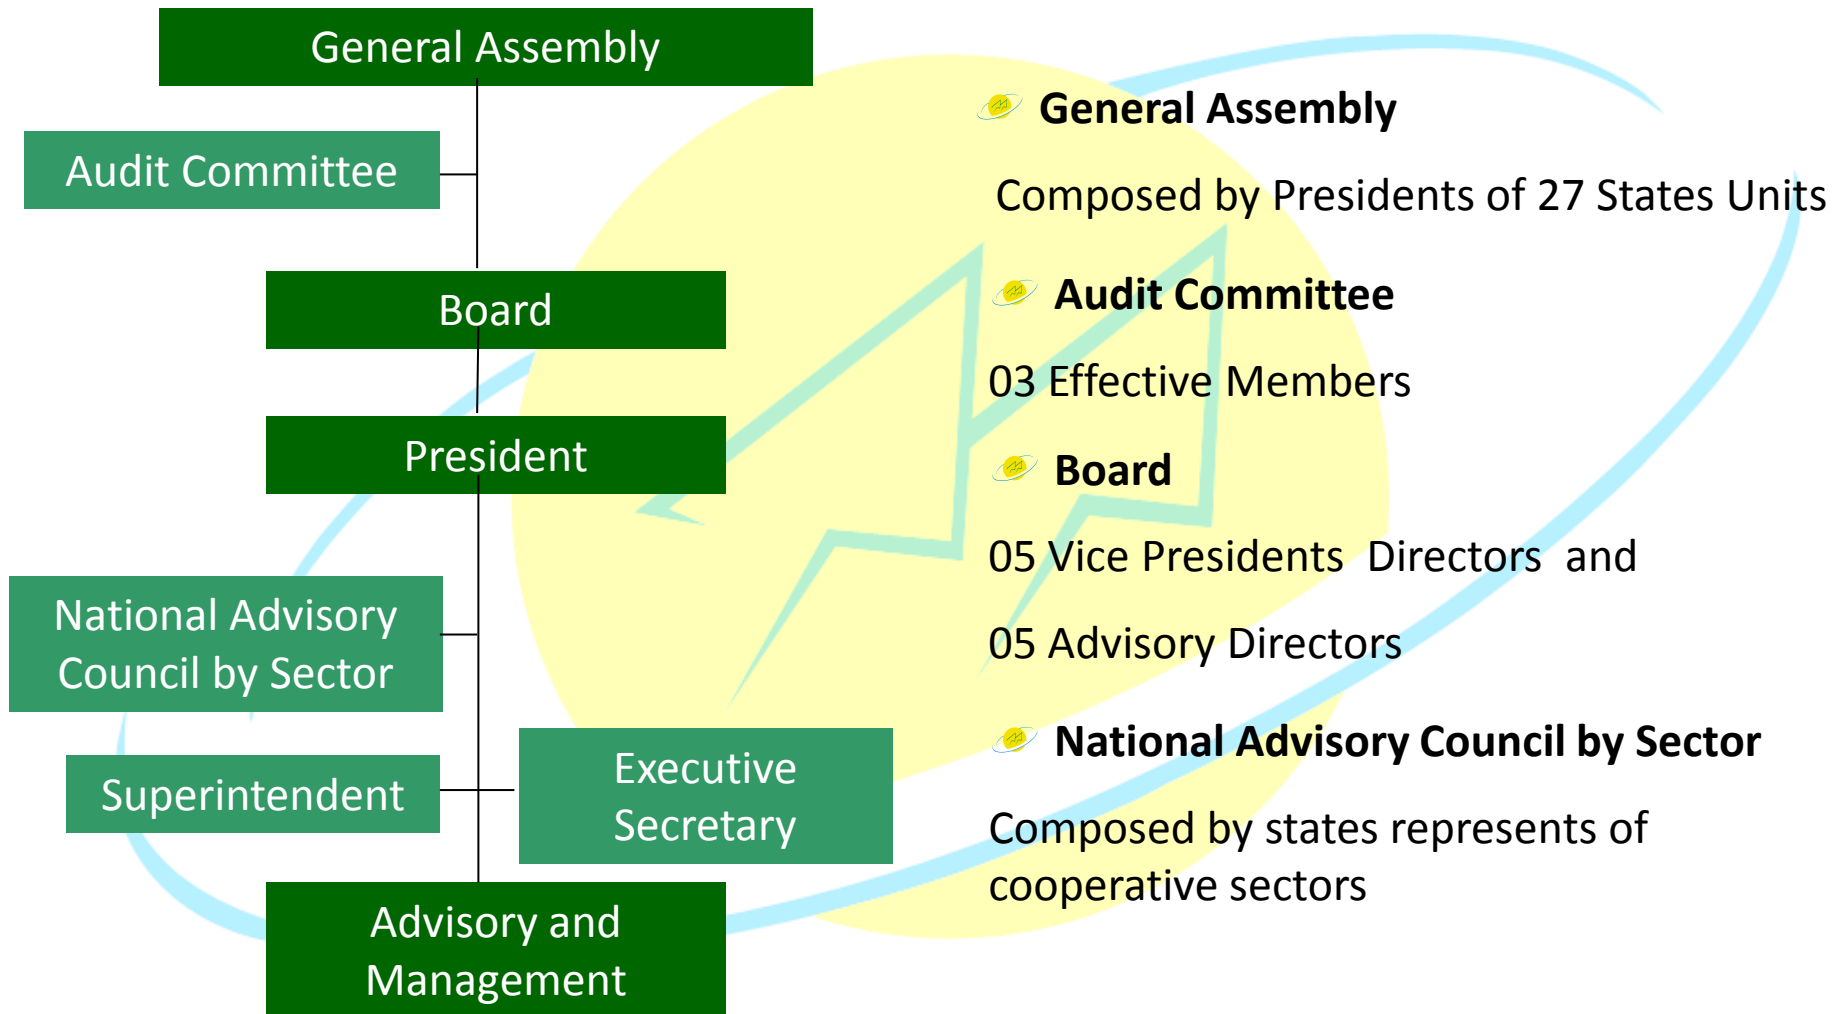 General Assembly
Audit Committee
Board
President
National Advisory
Council by Sector
Superintendent
Executive
Secretary
Advisory and
Management
General Assembly
Composed by Presidents of 27 States Units
Audit Committee
03 Effective Members
Board
05 Vice Presidents Directors and
05 Advisory Directors
National Advisory Council by Sector
Composed by states represents of
cooperative sectors